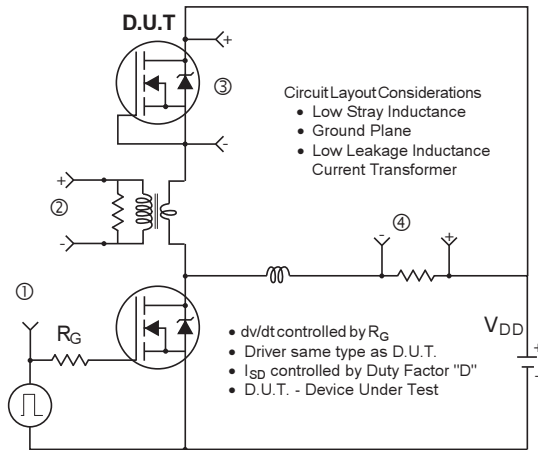 D.U.T
+
③
-
Circuit Layout Considerations
• Low Stray Inductance
• Ground Plane
• Low Leakage Inductance
Current Transformer
+
②
-
-
④
+
①
RG
• dv/dt controlled by RG
• Driver same type as D.U.T.
• ISD controlled by Duty Factor "D"
• D.U.T. - Device Under Test
VDD
+
-